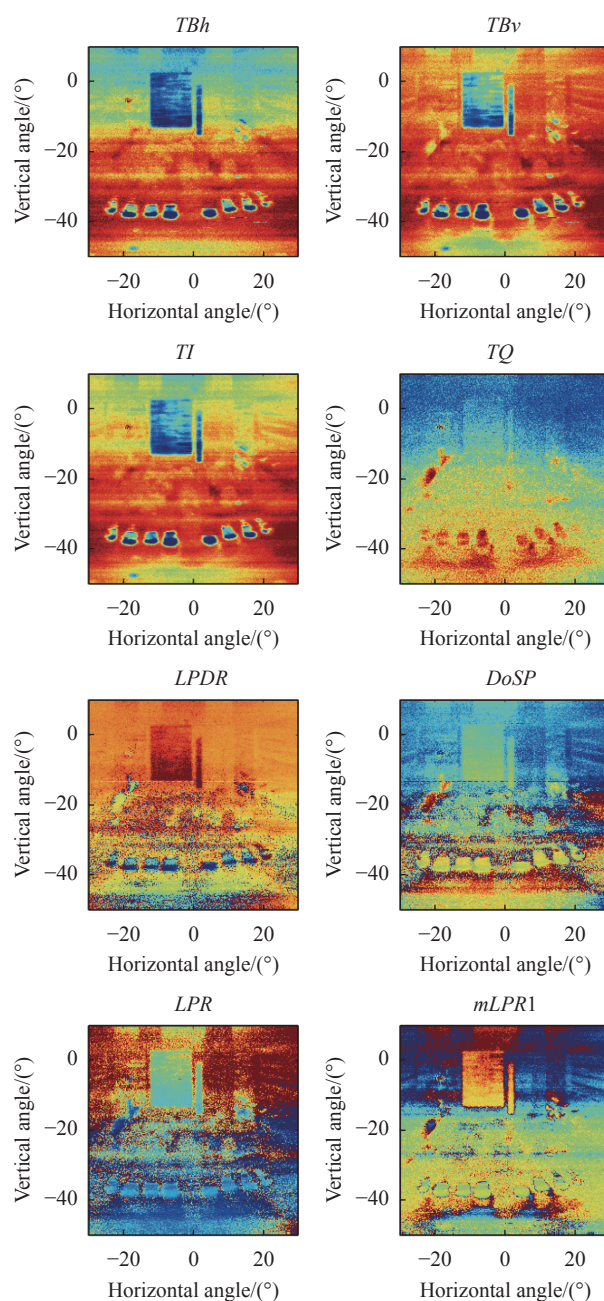 TBh TBv
0 0
−20 −20
−40 −40
Vertical angle/(°) Vertical angle/(°)
−20 0 20 −20 0 20
Horizontal angle/(°) Horizontal angle/(°)
TI TQ
0 0
−20 −20
−40 −40
Vertical angle/(°) Vertical angle/(°)
−20 0 20 −20 0 20
Horizontal angle/(°) Horizontal angle/(°)
LPDR DoSP
0 0
−20 −20
−40 −40
Vertical angle/(°) Vertical angle/(°)
−20 0 20 −20 0 20
Horizontal angle/(°) Horizontal angle/(°)
LPR mLPR1
0 0
−20 −20
−40 −40
Vertical angle/(°) Vertical angle/(°)
−20 0 20 −20 0 20
Horizontal angle/(°) Horizontal angle/(°)